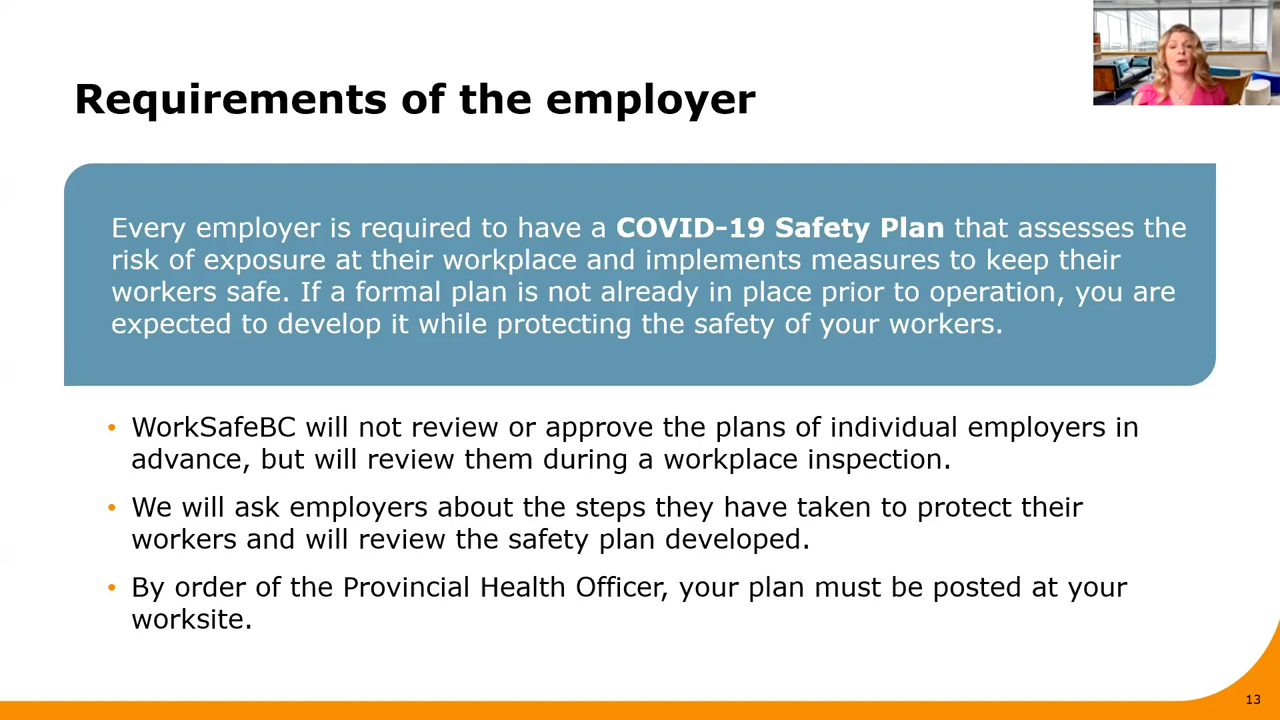 Requirements of the employer
Every employer is required to have a COVID-19 Safety Plan that assesses the
risk of exposure at their workplace and implements measures to keep their
workers safe. If a formal plan is not already in place prior to operation, you are
expected to develop it while protecting the safety of your workers.
• WorkSafeBC will not review or approve the plans of individual employers in
advance, but will review them during a workplace inspection.
• We will ask employers about the steps they have taken to protect their
workers and will review the safety plan developed.
• By order of the Provincial Health Officer, your plan must be posted at your
worksite.
13